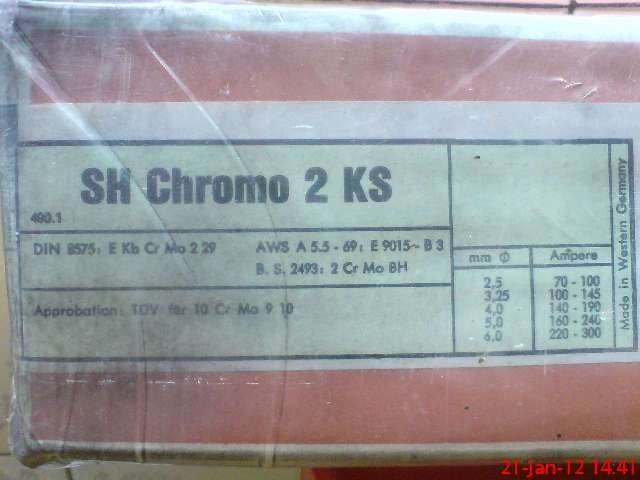 SH Chromo 2 KS
490.1
DIN 8575: E Kb Cr Mo 2 29
AWS A 5.5 - 69: E 9015 - B 3
B. S. 2493: 2 Cr Mo BH
Approbation: TÜV für 10 Cr Mo 9 10
mm Ø Ampere
2,5 70 - 100
3,25 100 - 145
4,0 140 - 190
5,0 160 - 240
6,0 220 - 300
Made in Western Germany
21-Jan-12 14.41